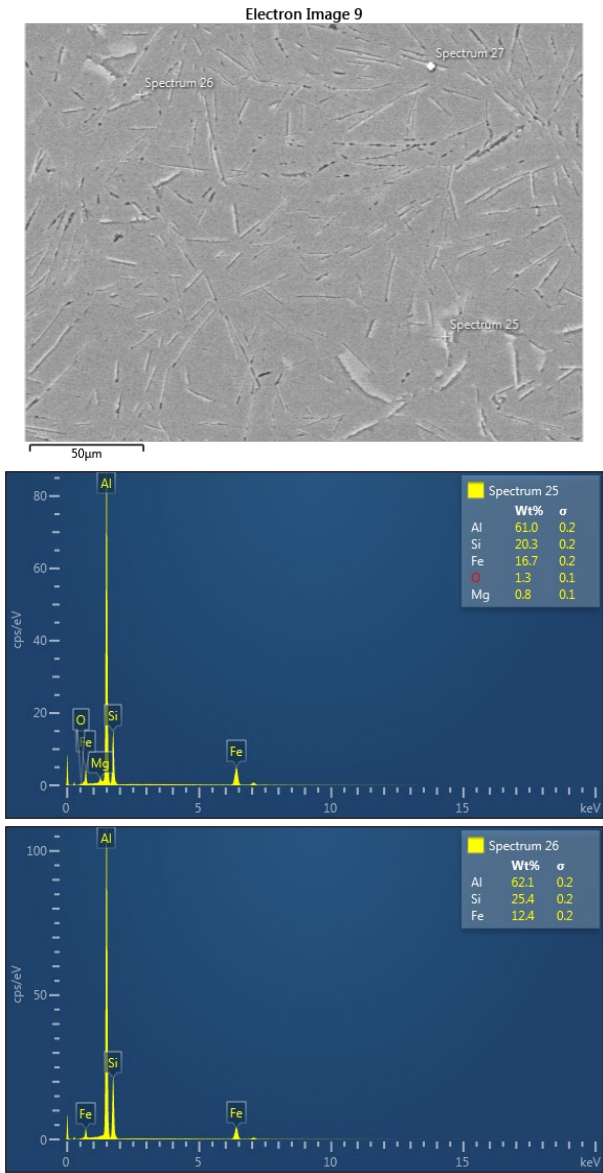 Electron Image 9
Spectrum 27
Spectrum 26
Spectrum 25
50µm
Al
80
60
cps/eV
40
20
0
O
Fe
Mg
Si
Fe
0
5
10
15
keV
Spectrum 25
Wt% σ
Al 61.0 0.2
Si 20.3 0.2
Fe 16.7 0.2
O 1.3 0.1
Mg 0.8 0.1
Al
100
cps/eV
50
0
Fe
Si
Fe
0
5
10
15
keV
Spectrum 26
Wt% σ
Al 62.1 0.2
Si 25.4 0.2
Fe 12.4 0.2